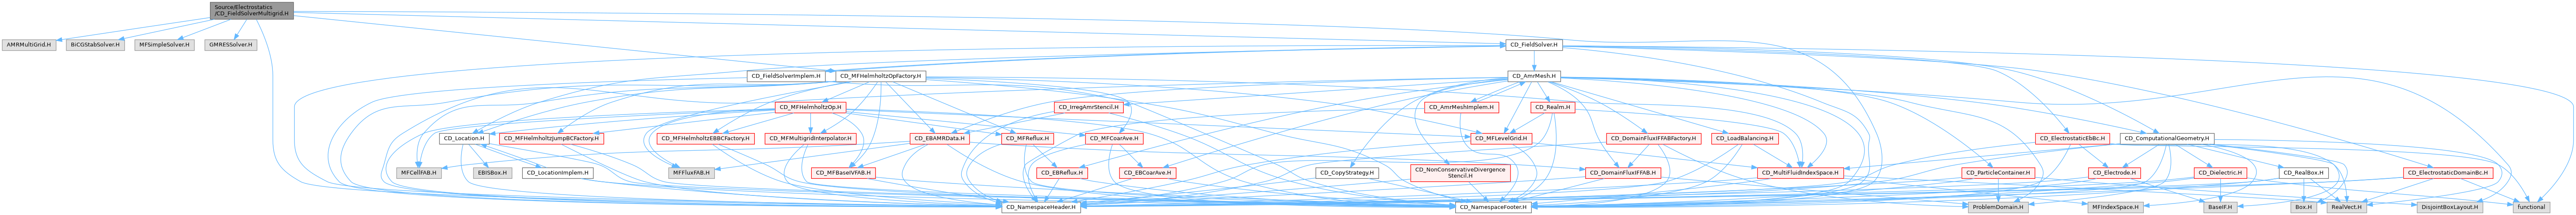 Source/Electrostatics
/CD_FieldSolverMultigrid.H
AMRMultiGrid.H
BiCGStabSolver.H
MFSimpleSolver.H
GMRESSolver.H
CD_FieldSolver.H
CD_FieldSolverImplem.H
CD_MFHelmholtzOpFactory.H
CD_AmrMesh.H
CD_MFHelmholtzOp.H
CD_IrregAmrStencil.H
CD_AmrMeshImplem.H
CD_Realm.H
CD_Location.H
CD_MFHelmholtzJumpBCFactory.H
CD_MFHelmholtzEBBCFactory.H
CD_MFMultigridInterpolator.H
CD_EBAMRData.H
CD_MFReflux.H
CD_MFCoarAve.H
CD_MFLevelGrid.H
CD_DomainFluxIFFABFactory.H
CD_LoadBalancing.H
CD_ElectrostaticEbBc.H
CD_ComputationalGeometry.H
MFCellFAB.H
EBISBox.H
CD_LocationImplem.H
MFFluxFAB.H
CD_MFBaseIVFAB.H
CD_EBReflux.H
CD_EBCoarAve.H
CD_CopyStrategy.H
CD_NonConservativeDivergence
Stencil.H
CD_DomainFluxIFFAB.H
CD_MultiFluidIndexSpace.H
CD_ParticleContainer.H
CD_Electrode.H
CD_Dielectric.H
CD_RealBox.H
CD_ElectrostaticDomainBc.H
CD_NamespaceHeader.H
CD_NamespaceFooter.H
ProblemDomain.H
MFIndexSpace.H
BaseIF.H
Box.H
RealVect.H
DisjointBoxLayout.H
functional